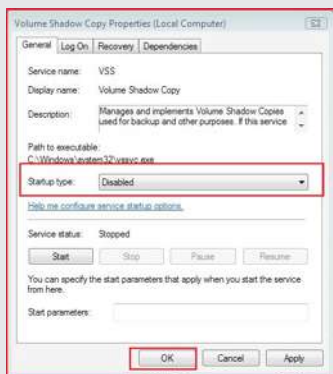 Volume Shadow Copy Properties (Local Computer)
General Log On Recovery Dependencies
Service name: VSS
Display name: Volume Shadow Copy
Description: Manages and implements Volume Shadow Copies
used for backup and other purposes. If this service
Path to executable:
C:\Windows\system32\vssvc.exe
Startup type: Disabled
Help me configure service startup options.
Service status: Stopped
Start Stop Pause Resume
You can specify the start parameters that apply when you start the service
from here.
Start parameters:
OK Cancel Apply